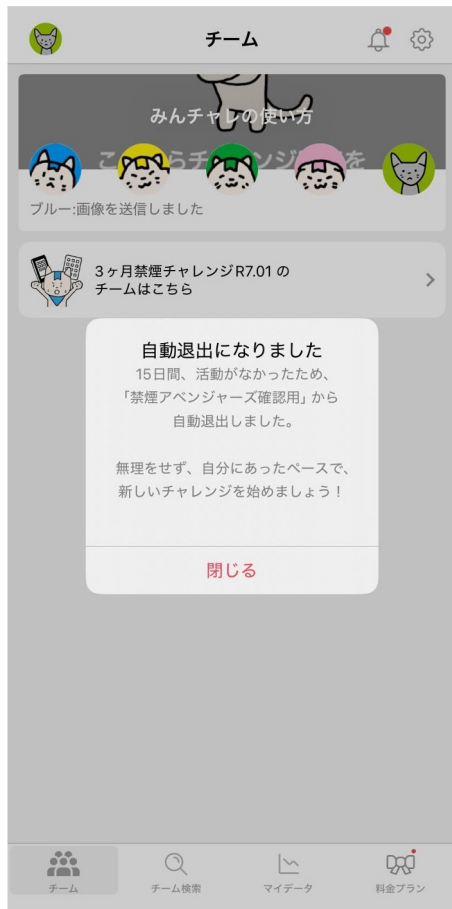 チーム
みんチャレの使い方
ブルー:画像を送信しました
3ヶ月禁煙チャレンジR7.01 の
チームはこちら
自動退出になりました
15日間、活動がなかったため、
「禁煙アベンジャーズ確認用」から
自動退出しました。
無理をせず、自分にあったペースで、
新しいチャレンジを始めましょう！
閉じる
チーム
チーム検索
マイデータ
料金プラン